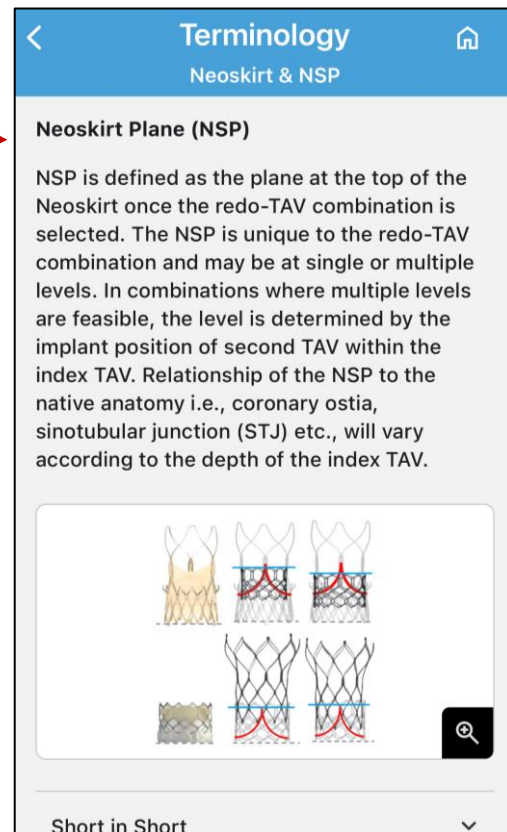 Terminology
Neoskirt & NSP
Neoskirt Plane (NSP)
NSP is defined as the plane at the top of the
Neoskirt once the redo-TAV combination is
selected. The NSP is unique to the redo-TAV
combination and may be at single or multiple
levels. In combinations where multiple levels
are feasible, the level is determined by the
implant position of second TAV within the
index TAV. Relationship of the NSP to the
native anatomy i.e., coronary ostia,
sinotubular junction (STJ) etc., will vary
according to the depth of the index TAV.
Short in Short